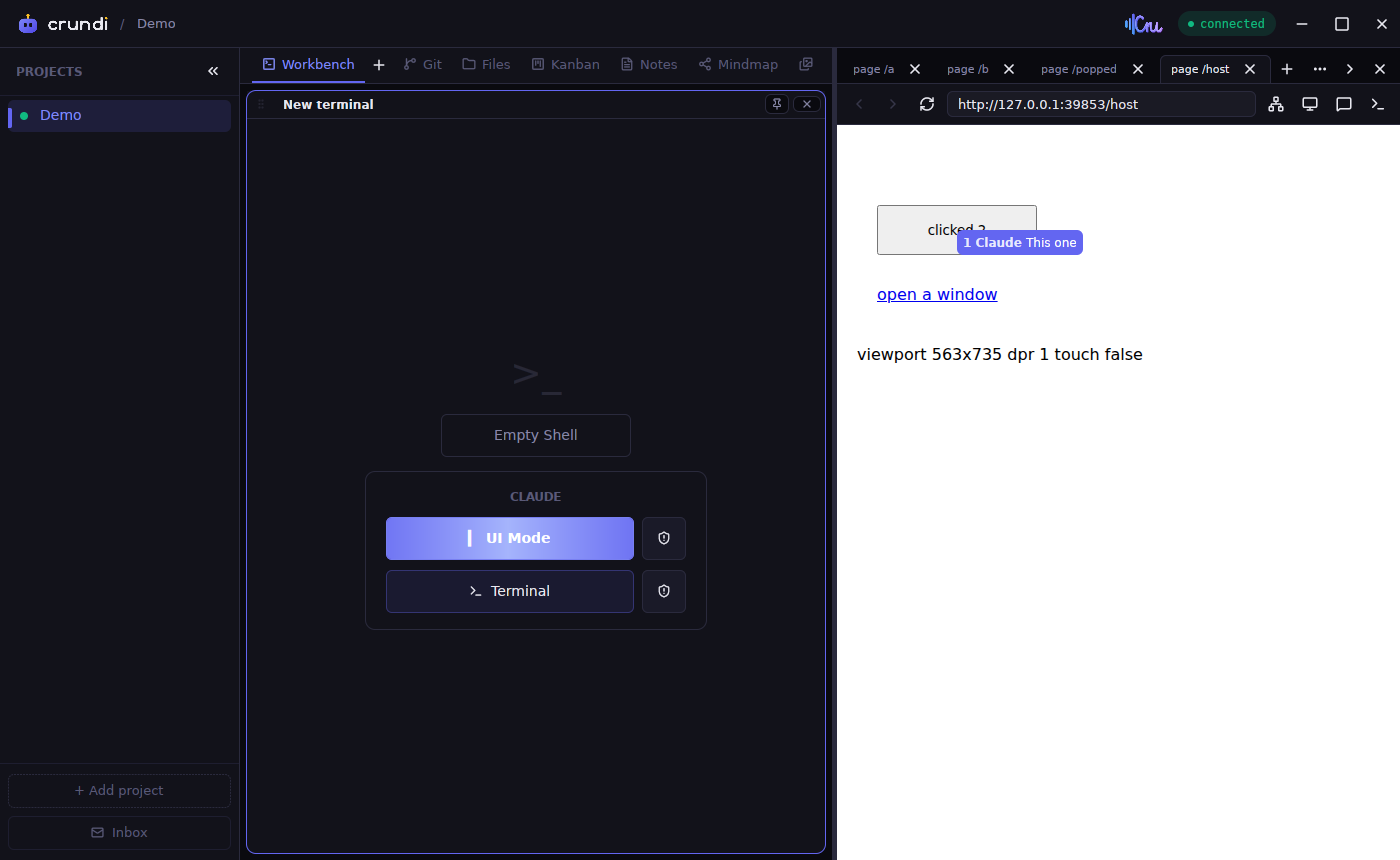 crundi / Demo
Cru
connected
PROJECTS
Workbench
Git
Files
Kanban
Notes
Mindmap
page /a
page /b
page /popped
page /host
Demo
New terminal
http://127.0.0.1:39853/host
>_
Empty Shell
CLAUDE
UI Mode
Terminal
clicked 2
1 Claude This one
open a window
viewport 563x735 dpr 1 touch false
+ Add project
Inbox